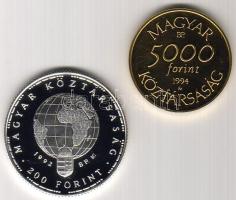 MAGYAR KÖZTÁRSASÁG
1992 BP.
200 FORINT
MAGYAR
BP.
5000
forint
1994
KÖZTÁRSASÁG